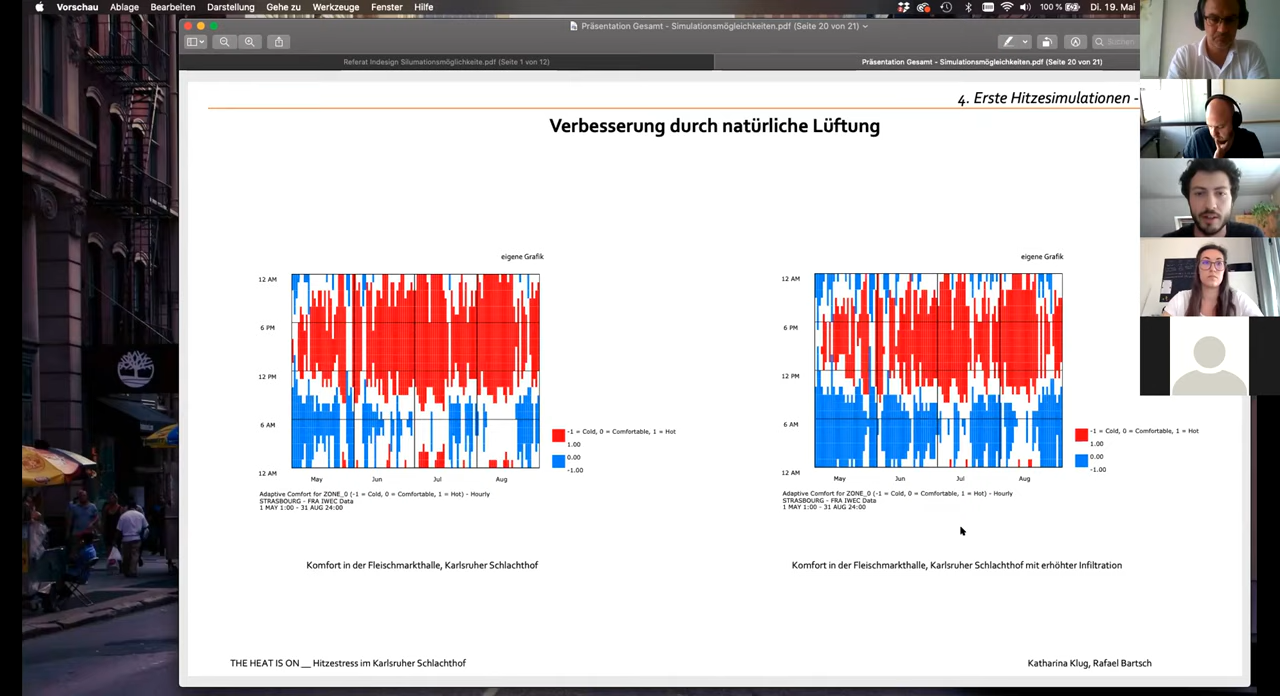 Vorschau Ablage Bearbeiten Darstellung Gehe zu Werkzeuge Fenster Hilfe 100 % Di. 19. Mai
Präsentation Gesamt - Simulationsmöglichkeiten.pdf (Seite 20 von 21)
Suchen
Referat Indesign Silumationsmöglichkeite.pdf (Seite 1 von 12) Präsentation Gesamt - Simulationsmöglichkeiten.pdf (Seite 20 von 21)
4. Erste Hitzesimulationen -
Verbesserung durch natürliche Lüftung
eigene Grafik
12 AM
6 PM
12 PM
6 AM
12 AM
May Jun Jul Aug
-1 = Cold, 0 = Comfortable, 1 = Hot
1.00
0.00
-1.00
Adaptive Comfort for ZONE_0 (-1 = Cold, 0 = Comfortable, 1 = Hot) - Hourly
STRASBOURG - FRA IWEC Data
1 MAY 1:00 - 31 AUG 24:00
Komfort in der Fleischmarkthalle, Karlsruher Schlachthof
eigene Grafik
12 AM
6 PM
12 PM
6 AM
12 AM
May Jun Jul Aug
-1 = Cold, 0 = Comfortable, 1 = Hot
1.00
0.00
-1.00
Adaptive Comfort for ZONE_0 (-1 = Cold, 0 = Comfortable, 1 = Hot) - Hourly
STRASBOURG - FRA IWEC Data
1 MAY 1:00 - 31 AUG 24:00
Komfort in der Fleischmarkthalle, Karlsruher Schlachthof mit erhöhter Infiltration
THE HEAT IS ON __ Hitzestress im Karlsruher Schlachthof
Katharina Klug, Rafael Bartsch